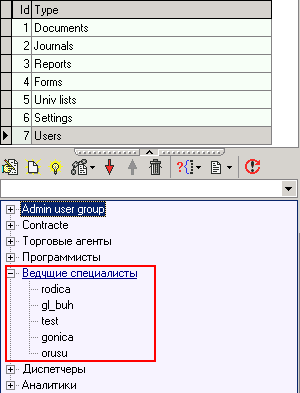 Id Type
1 Documents
2 Journals
3 Reports
4 Forms
5 Univ lists
6 Settings
7 Users
Admin user group
Contracte
Торговые агенты
Программисты
Ведчщие специалисты
rodica
gl_buh
test
gonica
orusu
Диспетчеры
Аналитики